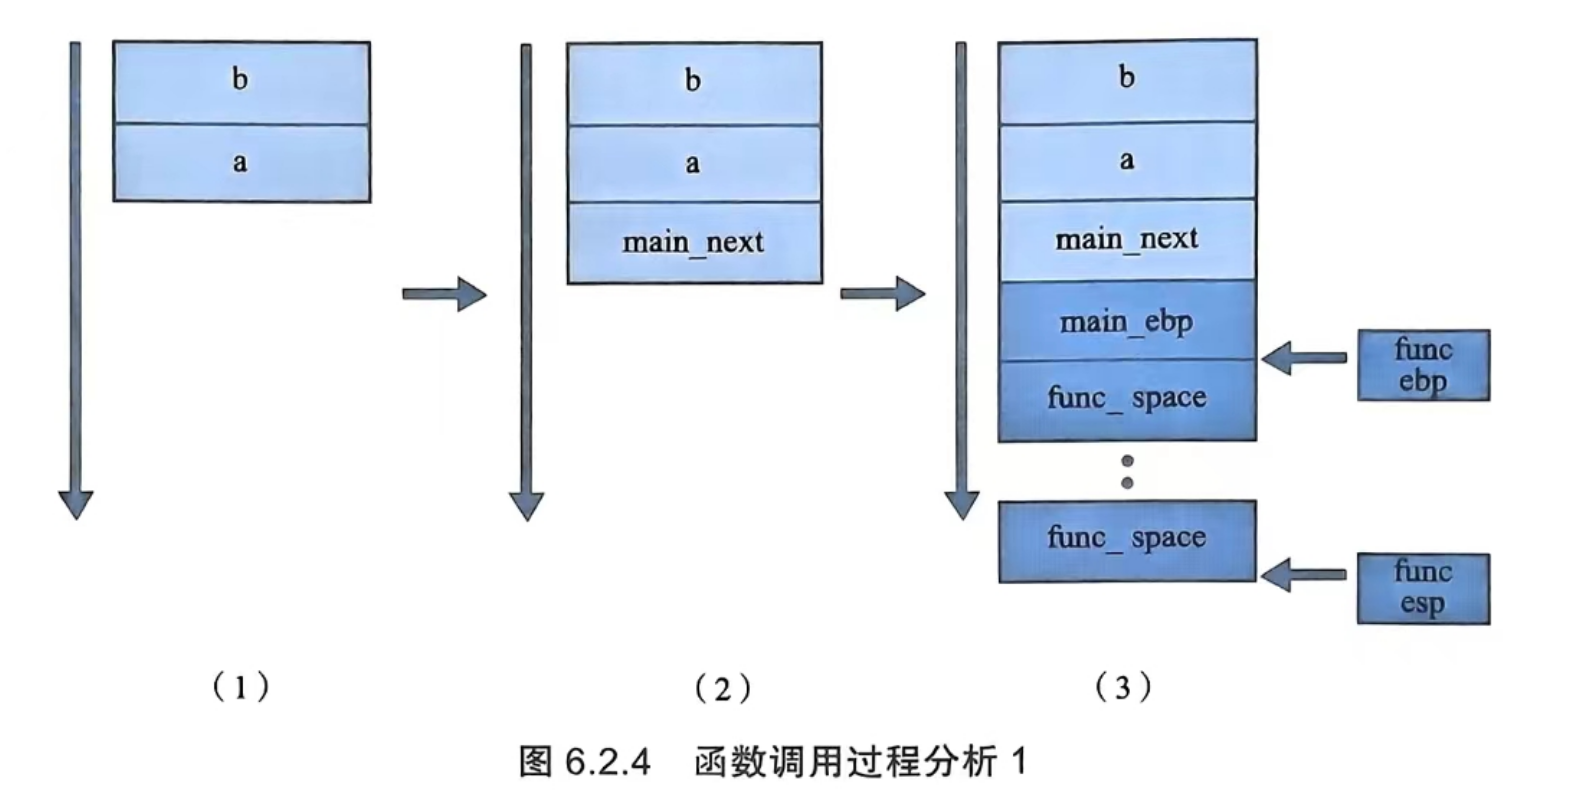 b
a
b
a
main_next
b
a
main_next
main_ebp
func_ space
func_ space
func
ebp
func
esp
（1）
（2）
（3）
图 6.2.4 函数调用过程分析 1